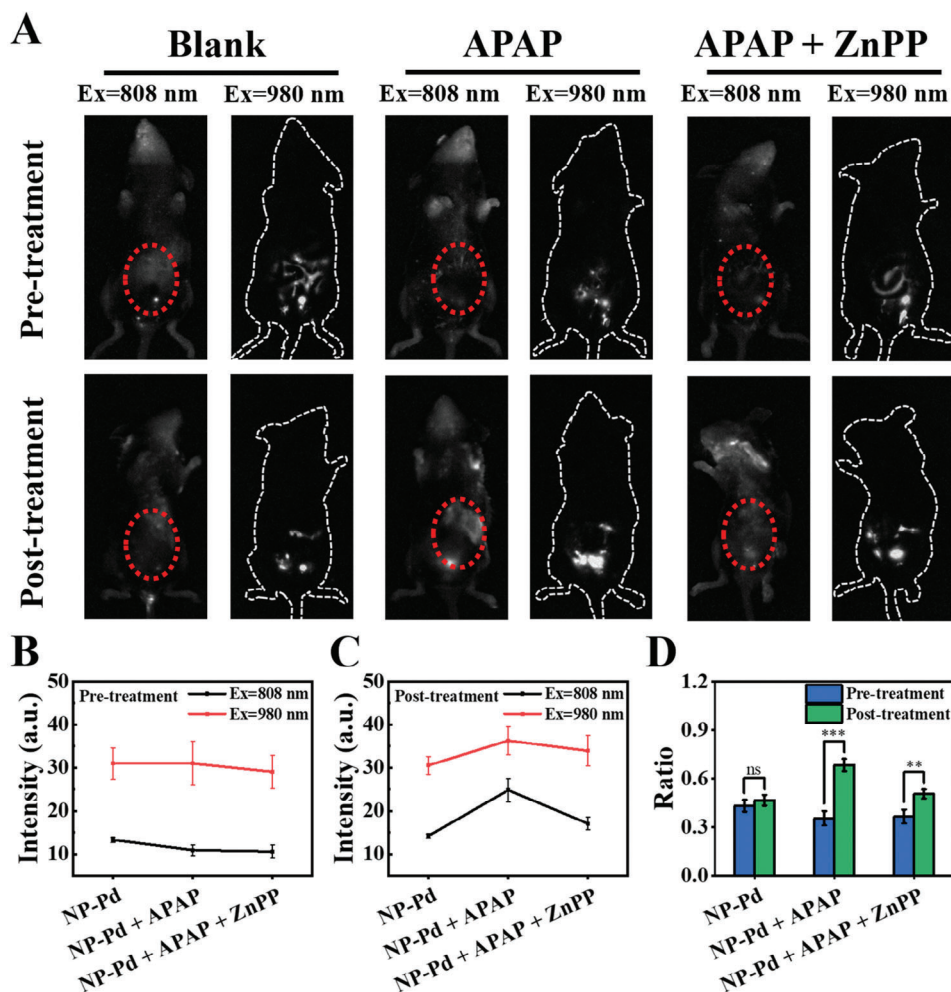 A
Blank
APAP
APAP + ZnPP
Ex=808 nm
Ex=980 nm
Ex=808 nm
Ex=980 nm
Ex=808 nm
Ex=980 nm
Pre-treatment
Post-treatment
B
Intensity (a.u.)
50
40
30
20
10
Pre-treatment
Ex=808 nm
Ex=980 nm
NP-Pd
NP-Pd + APAP
NP-Pd + APAP + ZnPP
C
Intensity (a.u.)
50
40
30
20
10
Post-treatment
Ex=808 nm
Ex=980 nm
NP-Pd
NP-Pd + APAP
NP-Pd + APAP + ZnPP
D
Ratio
1.2
0.9
0.6
0.3
0.0
Pre-treatment
Post-treatment
ns
***
**
NP-Pd
NP-Pd + APAP
NP-Pd + APAP + ZnPP